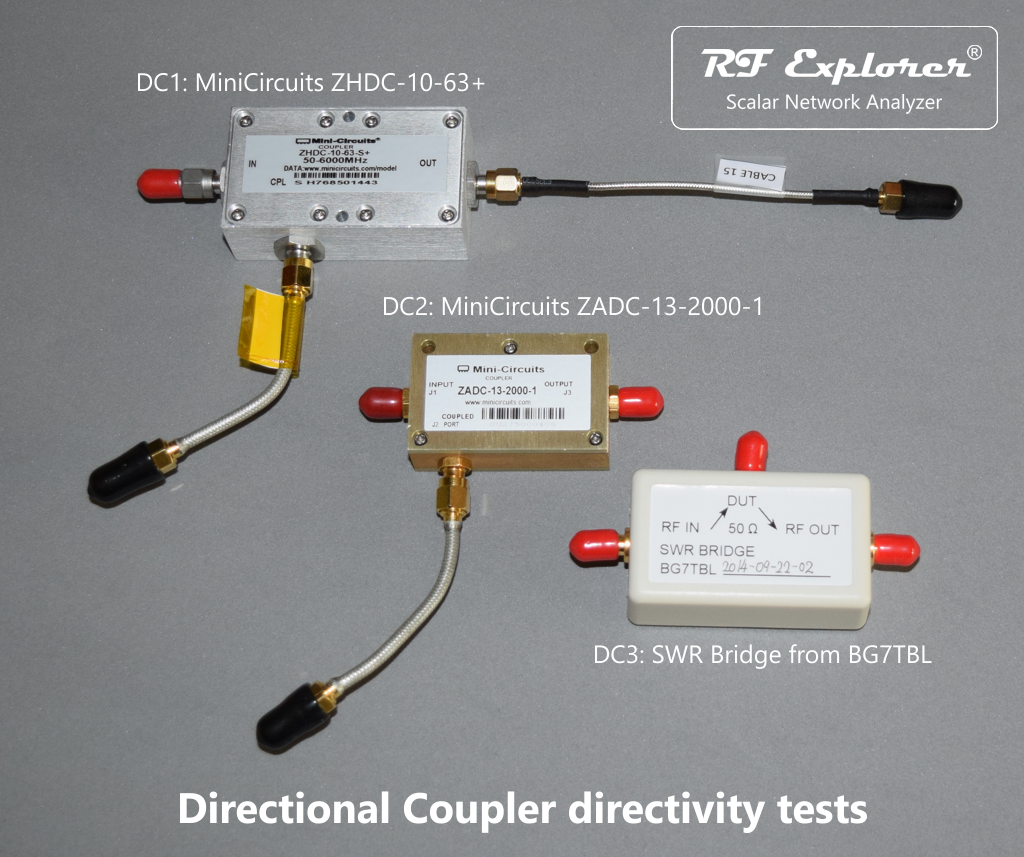 RF Explorer®
Scalar Network Analyzer
DC1: MiniCircuits ZHDC-10-63+
Mini-Circuits®
COUPLER
ZHDC-10-63-S+
50-6000MHz
IN
OUT
DATA:www.minicircuits.com/model
CPL
S H768501443
CABLE 15
DC2: MiniCircuits ZADC-13-2000-1
Mini-Circuits
COUPLER
INPUT
J1
OUTPUT
J3
ZADC-13-2000-1
www.minicircuits.com
COUPLED
J2 PORT
DUT
RF IN
50 Ω
RF OUT
SWR BRIDGE
BG7TBL 2014-09-22-02
DC3: SWR Bridge from BG7TBL
Directional Coupler directivity tests